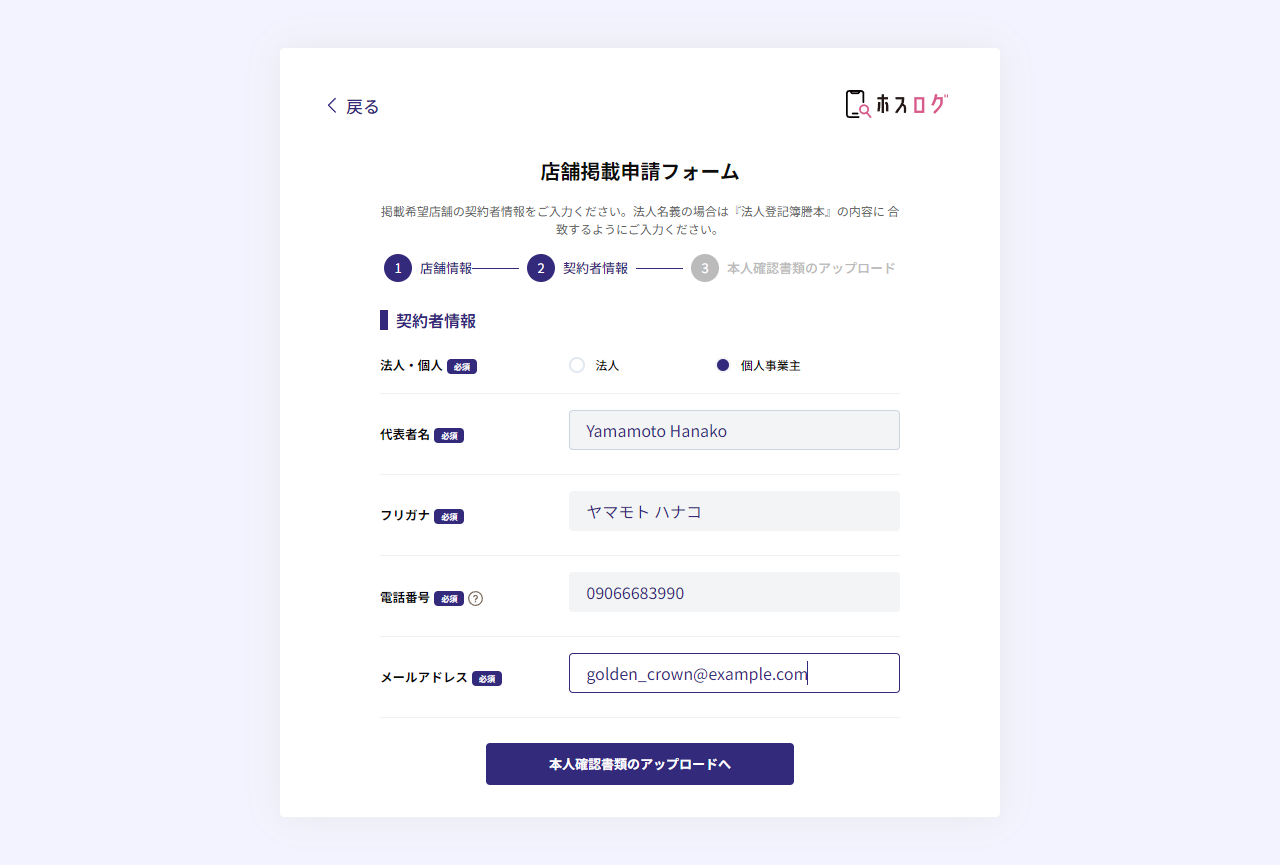 戻る
ホスログ
店舗掲載申請フォーム
掲載希望店舗の契約者情報をご入力ください。法人名義の場合は『法人登記簿謄本』の内容に 合
致するようにご入力ください。
1 店舗情報 2 契約者情報 3 本人確認書類のアップロード
契約者情報
法人・個人 必須 法人 個人事業主
代表者名 必須 Yamamoto Hanako
フリガナ 必須 ヤマモト ハナコ
電話番号 必須 ? 09066683990
メールアドレス 必須 golden_crown@example.com
本人確認書類のアップロードへ